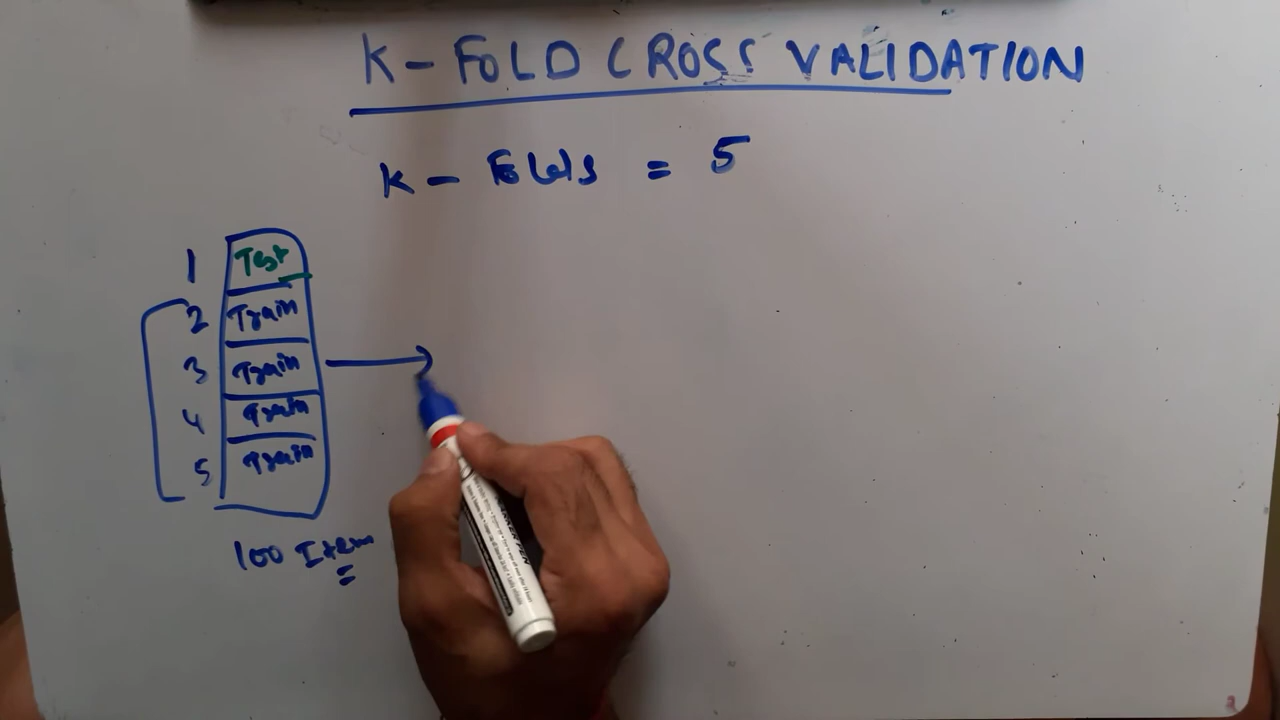 K - FOLD CROSS VALIDATION
K - Folds = 5
1 Test
2 Train
3 Train
4 Train
5 Train
100 Item